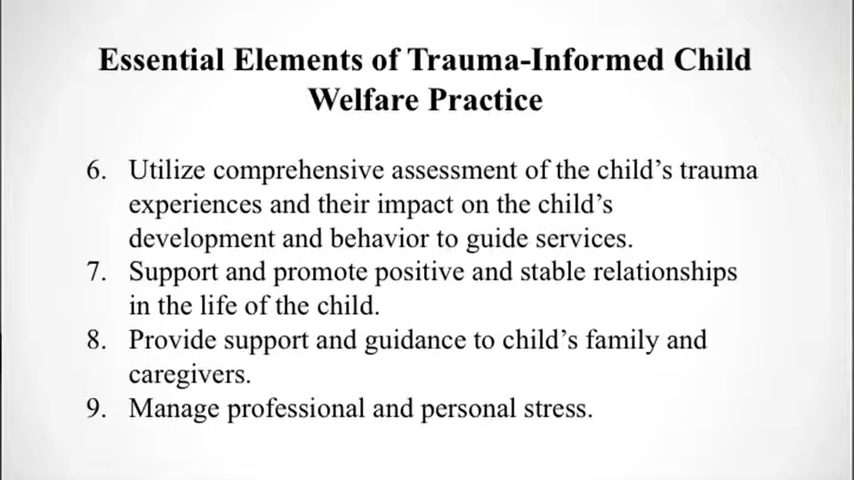 Essential Elements of Trauma-Informed Child
Welfare Practice
6. Utilize comprehensive assessment of the child’s trauma
experiences and their impact on the child’s
development and behavior to guide services.
7. Support and promote positive and stable relationships
in the life of the child.
8. Provide support and guidance to child’s family and
caregivers.
9. Manage professional and personal stress.